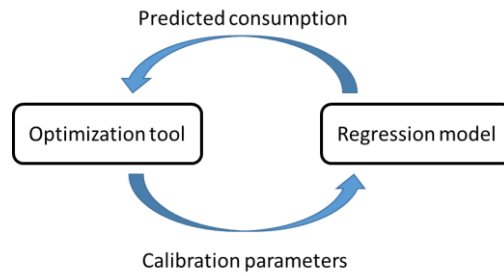 Predicted consumption
Optimization tool
Regression model
Calibration parameters